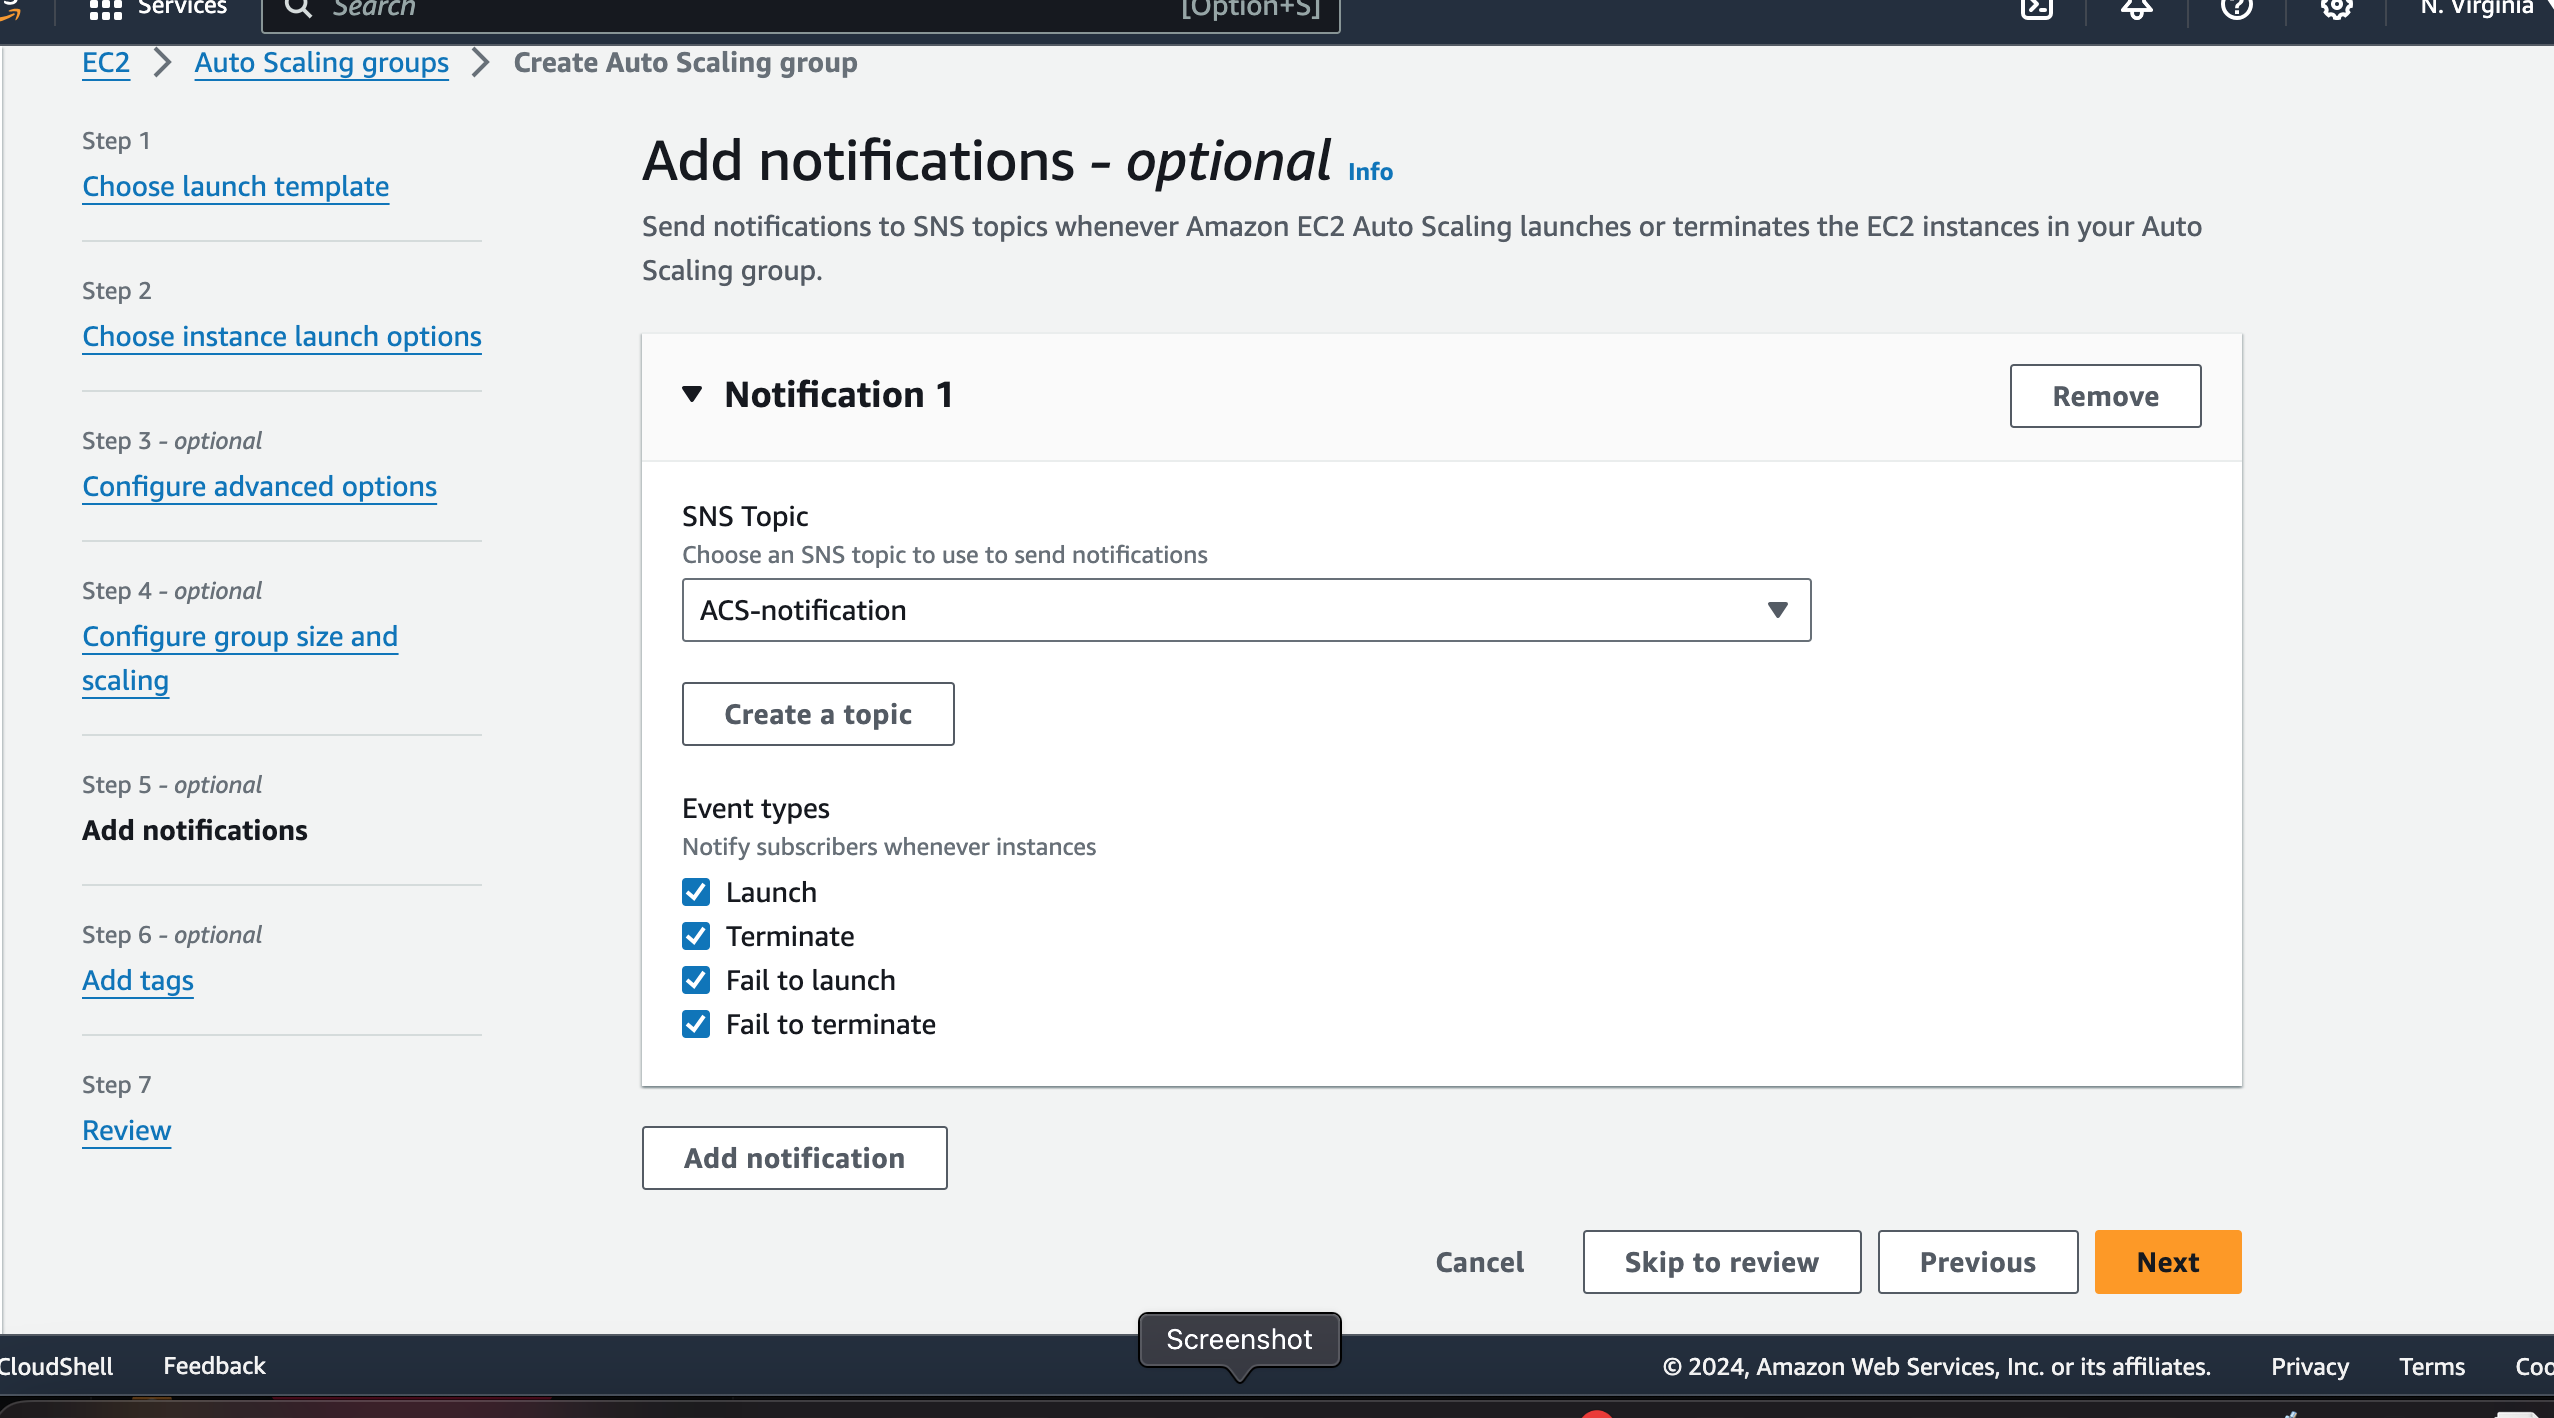 Services
Search
[Option+S]
N. Virginia
EC2
Auto Scaling groups
Create Auto Scaling group
Step 1
Choose launch template
Step 2
Choose instance launch options
Step 3 - optional
Configure advanced options
Step 4 - optional
Configure group size and
scaling
Step 5 - optional
Add notifications
Step 6 - optional
Add tags
Step 7
Review
Add notifications - optional Info
Send notifications to SNS topics whenever Amazon EC2 Auto Scaling launches or terminates the EC2 instances in your Auto
Scaling group.
Notification 1
Remove
SNS Topic
Choose an SNS topic to use to send notifications
ACS-notification
Create a topic
Event types
Notify subscribers whenever instances
Launch
Terminate
Fail to launch
Fail to terminate
Add notification
Cancel
Skip to review
Previous
Next
Screenshot
CloudShell
Feedback
© 2024, Amazon Web Services, Inc. or its affiliates.
Privacy
Terms